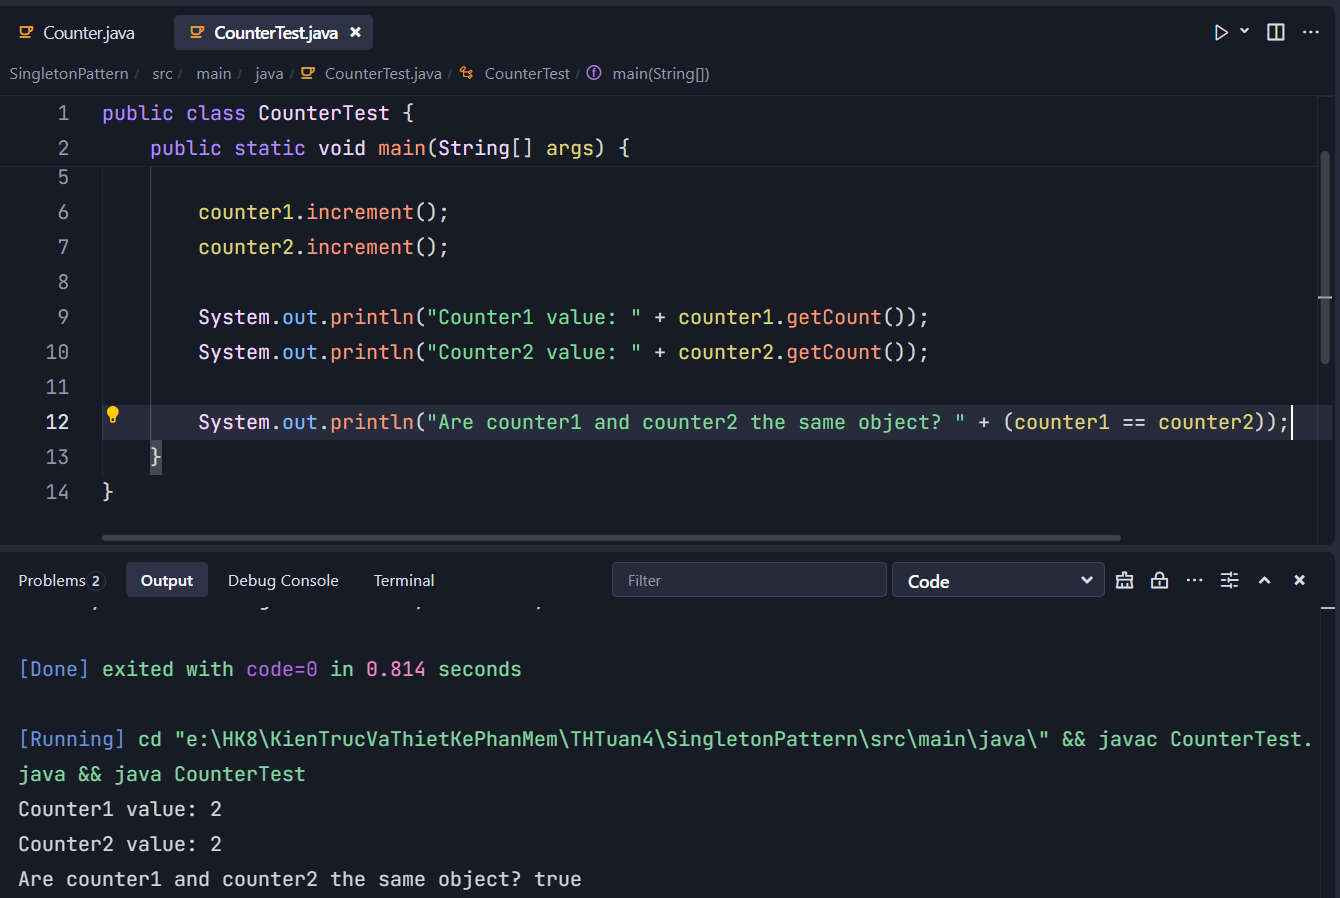 Counter.java
CounterTest.java
SingletonPattern / src / main / java / CounterTest.java / CounterTest / main(String[])
1 public class CounterTest {
2 public static void main(String[] args) {
5
6 counter1.increment();
7 counter2.increment();
8
9 System.out.println("Counter1 value: " + counter1.getCount());
10 System.out.println("Counter2 value: " + counter2.getCount());
11
12 System.out.println("Are counter1 and counter2 the same object? " + (counter1 == counter2));
13 }
14 }
Problems 2 Output Debug Console Terminal Filter Code
[Done] exited with code=0 in 0.814 seconds
[Running] cd "e:\HK8\KienTrucVaThietKePhanMem\THTuan4\SingletonPattern\src\main\java\" && javac CounterTest.
java && java CounterTest
Counter1 value: 2
Counter2 value: 2
Are counter1 and counter2 the same object? true